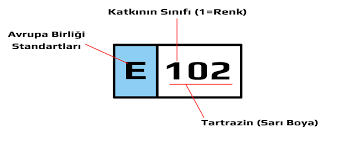 Katkının Sınıfı (1=Renk)
Avrupa Birliği
Standartları
E 102
Tartrazin (Sarı Boya)